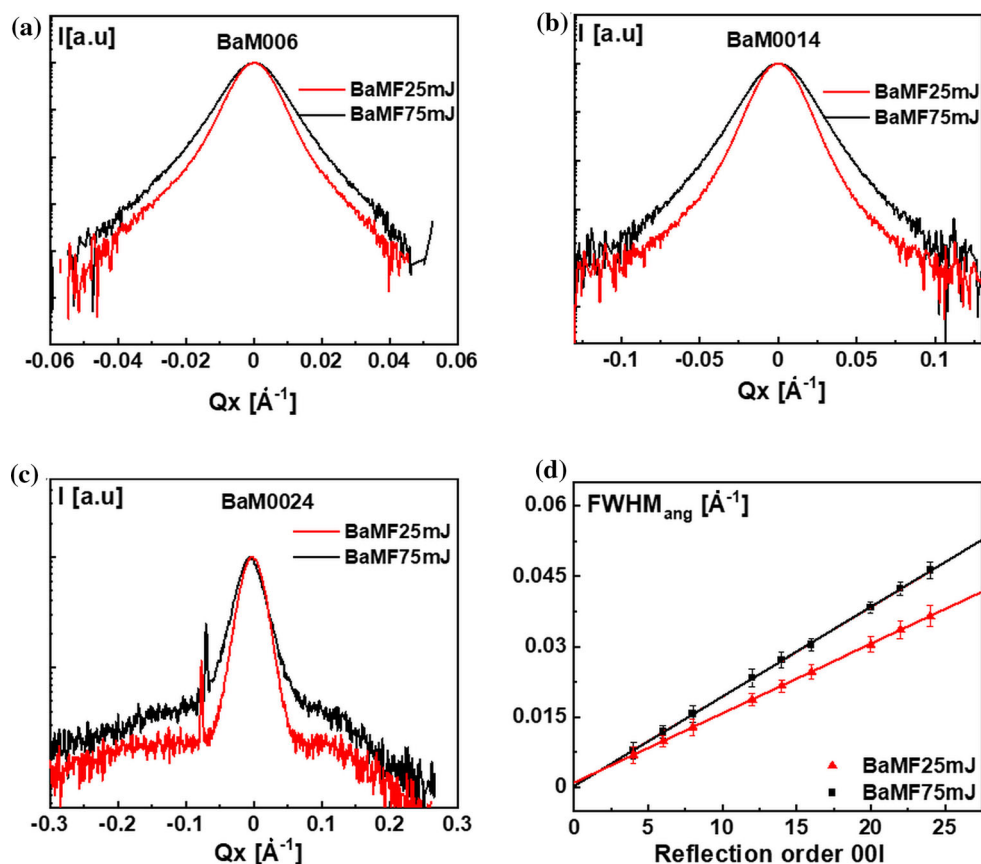 (a)
I[a.u]
BaM006
BaMF25mJ
BaMF75mJ
-0.06 -0.04 -0.02 0 0.02 0.04 0.06
Qx [Å⁻¹]
(b)
I [a.u]
BaM0014
BaMF25mJ
BaMF75mJ
-0.1 -0.05 0 0.05 0.1
Qx [Å⁻¹]
(c)
I [a.u]
BaM0024
BaMF25mJ
BaMF75mJ
-0.3 -0.2 -0.1 0 0.1 0.2 0.3
Qx [Å⁻¹]
(d)
FWHMang [Å⁻¹]
0.06
0.045
0.03
0.015
0
BaMF25mJ
BaMF75mJ
0 5 10 15 20 25
Reflection order 00l